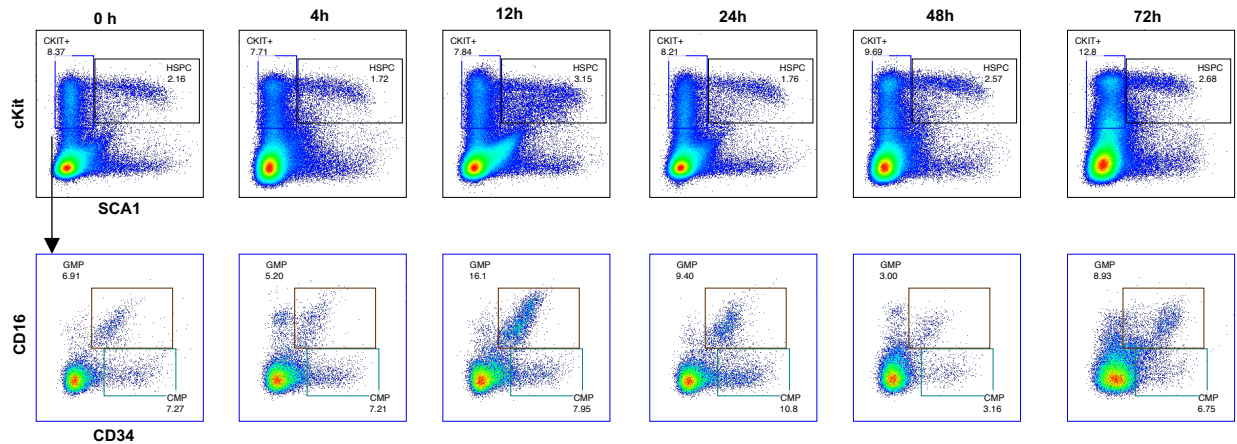 0 h
4h
12h
24h
48h
72h
cKit
CKIT+
8.37
HSPC
2.16
CKIT+
7.71
HSPC
1.72
CKIT+
7.84
HSPC
3.15
CKIT+
8.21
HSPC
1.76
CKIT+
9.69
HSPC
2.57
CKIT+
12.8
HSPC
2.68
SCA1
CD16
GMP
6.91
CMP
7.27
GMP
5.20
CMP
7.21
GMP
16.1
CMP
7.95
GMP
9.40
CMP
10.8
GMP
3.00
CMP
3.16
GMP
8.93
CMP
6.75
CD34